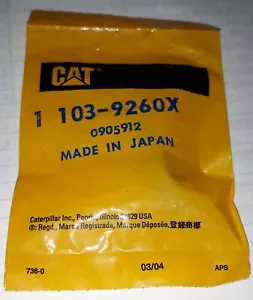 CAT
1 103-9260X
0905912
MADE IN JAPAN
Caterpillar Inc., Peoria, Illinois 61629 USA
®: Regd., Marca Registrada, Marque Déposée, 登録商標
736-0 03/04 APS